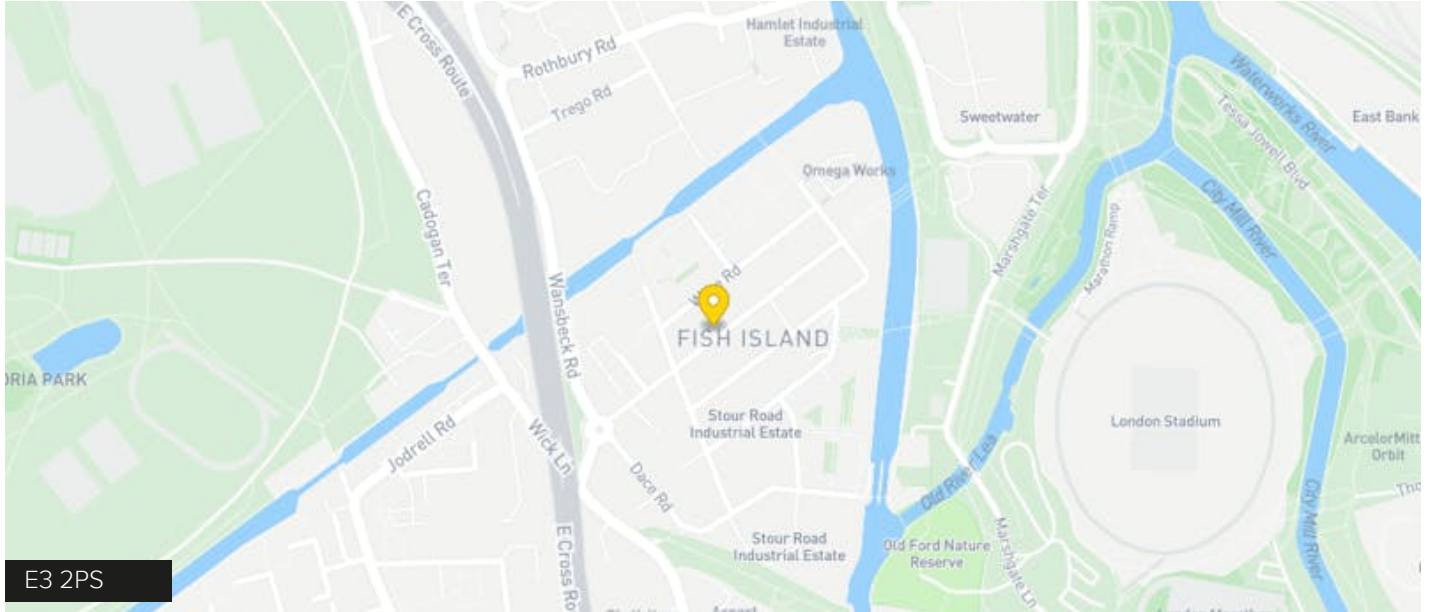 E Cross Route
Rothbury Rd
Hamlet Industrial
Estate
Trego Rd
Waterworks River
Tessa Jowell Blvd
East Bank
Sweetwater
Omega Works
City Mill River
Cadogan Ter
Marshgate Ter
Marathon Ramp
Wansbeck Rd
Rd
FISH ISLAND
ORIA PARK
Stour Road
Industrial Estate
London Stadium
Jodrell Rd
Wick Ln
ArcelorMitt
Orbit
Dace Rd
Old River Lea
City Mill River
Tho
E Cross Ro
Stour Road
Industrial Estate
Old Ford Nature
Reserve
Marshgate Ln
E3 2PS